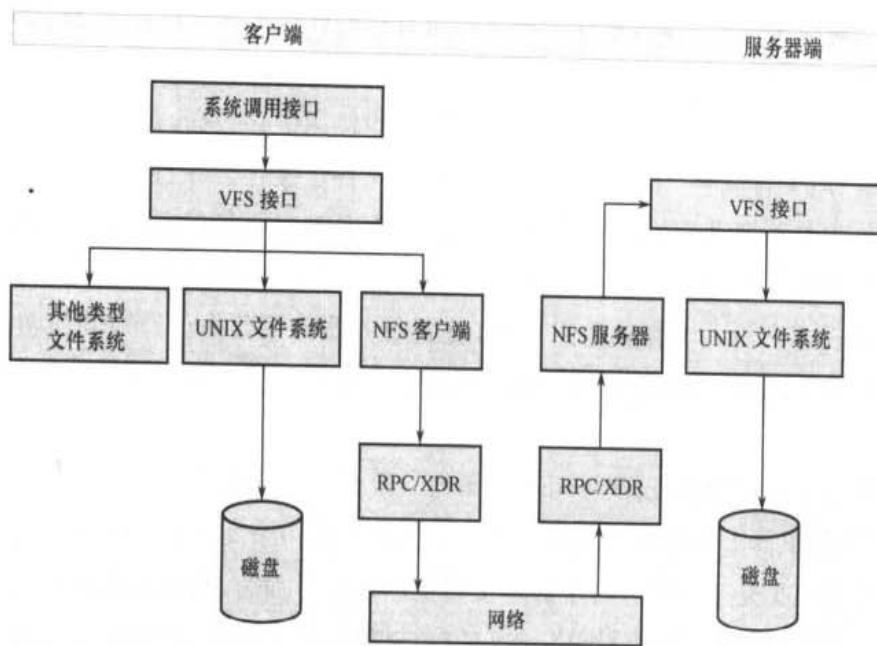 客户端
服务器端
系统调用接口
VFS 接口
VFS 接口
其他类型
文件系统
UNIX 文件系统
NFS 客户端
NFS 服务器
UNIX 文件系统
RPC/XDR
RPC/XDR
磁盘
磁盘
网络